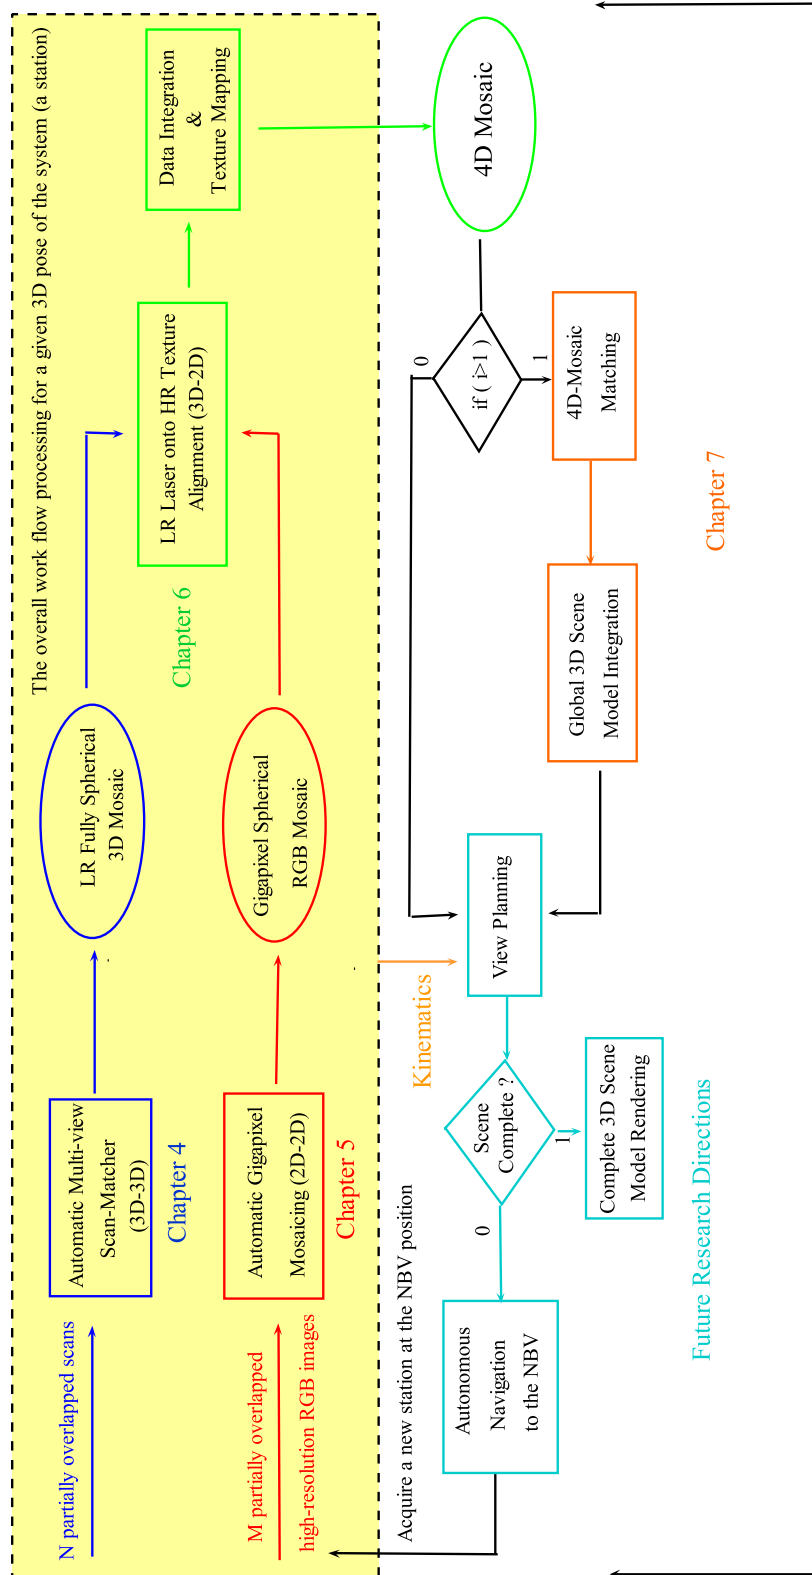 The overall work flow processing for a given 3D pose of the system (a station)
N partially overlapped scans
Automatic Multi-view
Scan-Matcher
(3D-3D)
Chapter 4
LR Fully Spherical
3D Mosaic
M partially overlapped
high-resolution RGB images
Automatic Gigapixel
Mosaicing (2D-2D)
Chapter 5
Gigapixel Spherical
RGB Mosaic
Chapter 6
LR Laser onto HR Texture
Alignment (3D-2D)
Data Integration
&
Texture Mapping
4D Mosaic
if ( i>1 )
0
1
4D-Mosaic
Matching
Chapter 7
Global 3D Scene
Model Integration
Kinematics
View Planning
Scene
Complete ?
0
1
Complete 3D Scene
Model Rendering
Future Research Directions
Autonomous
Navigation
to the NBV
Acquire a new station at the NBV position